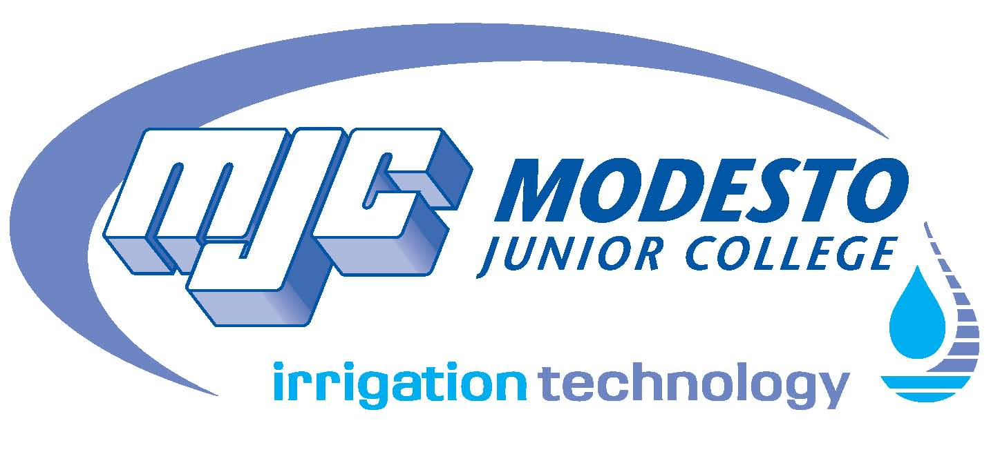 mjc
MODESTO
JUNIOR COLLEGE
irrigation technology